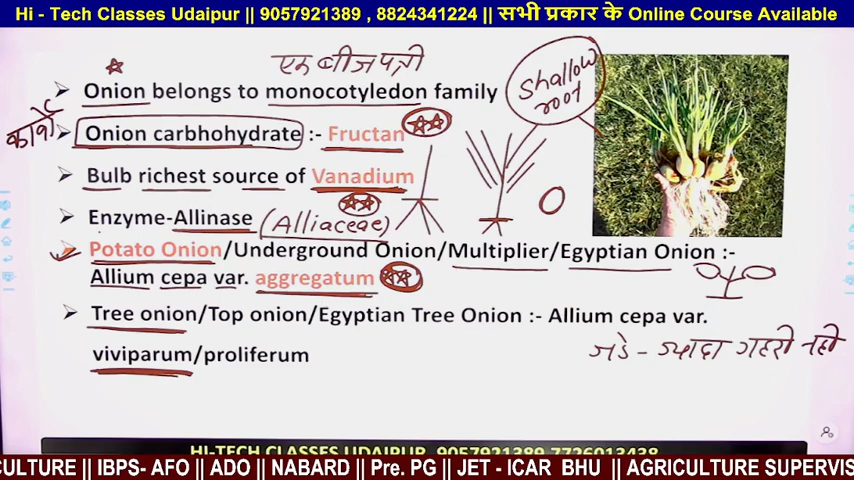 Hi - Tech Classes Udaipur || 9057921389 , 8824341224 || सभी प्रकार के Online Course Available
एक बीजपत्री
Onion belongs to monocotyledon family
Shallow
root
कार्बो
Onion carbhohydrate :- Fructan
Bulb richest source of Vanadium
Enzyme-Allinase (Alliaceae)
Potato Onion/Underground Onion/Multiplier/Egyptian Onion :-
Allium cepa var. aggregatum
Tree onion/Top onion/Egyptian Tree Onion :- Allium cepa var.
viviparum/proliferum
जड़े - ज्यादा गहरी नही
HI-TECH CLASSES UDAIPUR 9057921389 7726013438
CULTURE || IBPS- AFO || ADO || NABARD || Pre. PG || JET - ICAR BHU || AGRICULTURE SUPERVIS